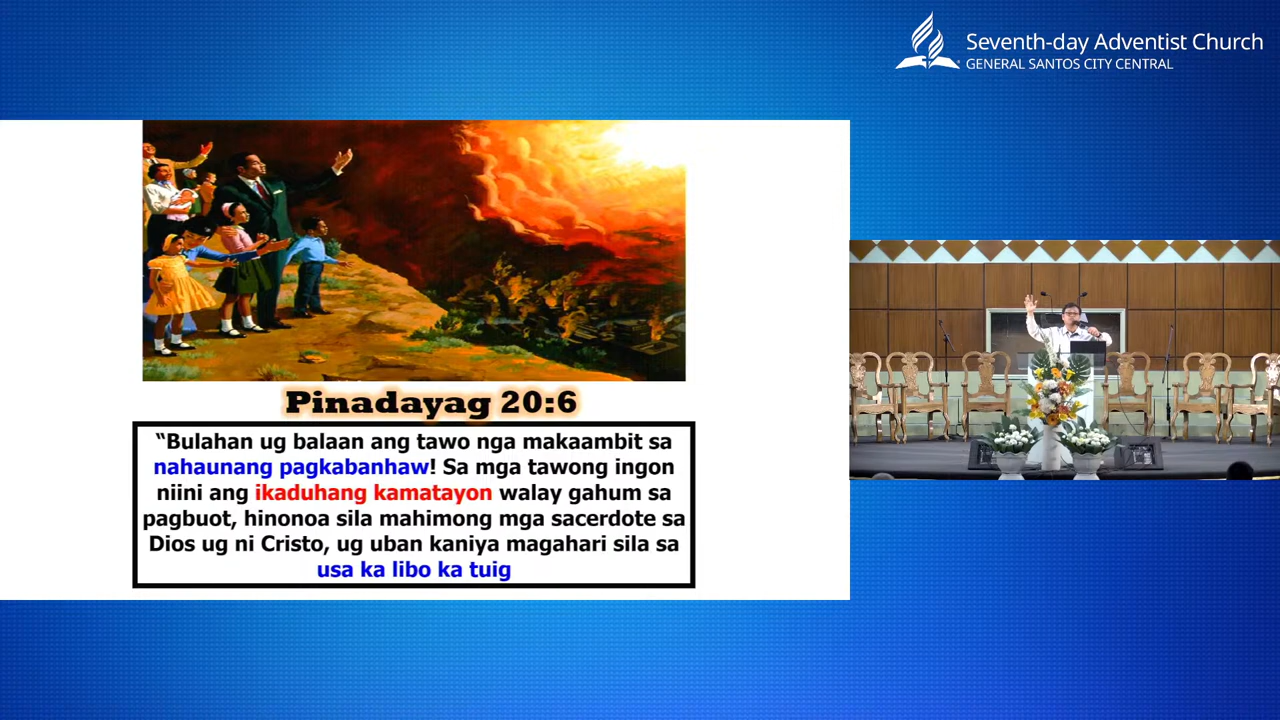 Seventh-day Adventist Church
GENERAL SANTOS CITY CENTRAL
Pinadayag 20:6
“Bulahan ug balaan ang tawo nga makaambit sa
nahaunang pagkabanhaw! Sa mga tawong ingon
niini ang ikaduhang kamatayon walay gahum sa
pagbuot, hinonoa sila mahimong mga sacerdote sa
Dios ug ni Cristo, ug uban kaniya magahari sila sa
usa ka libo ka tuig